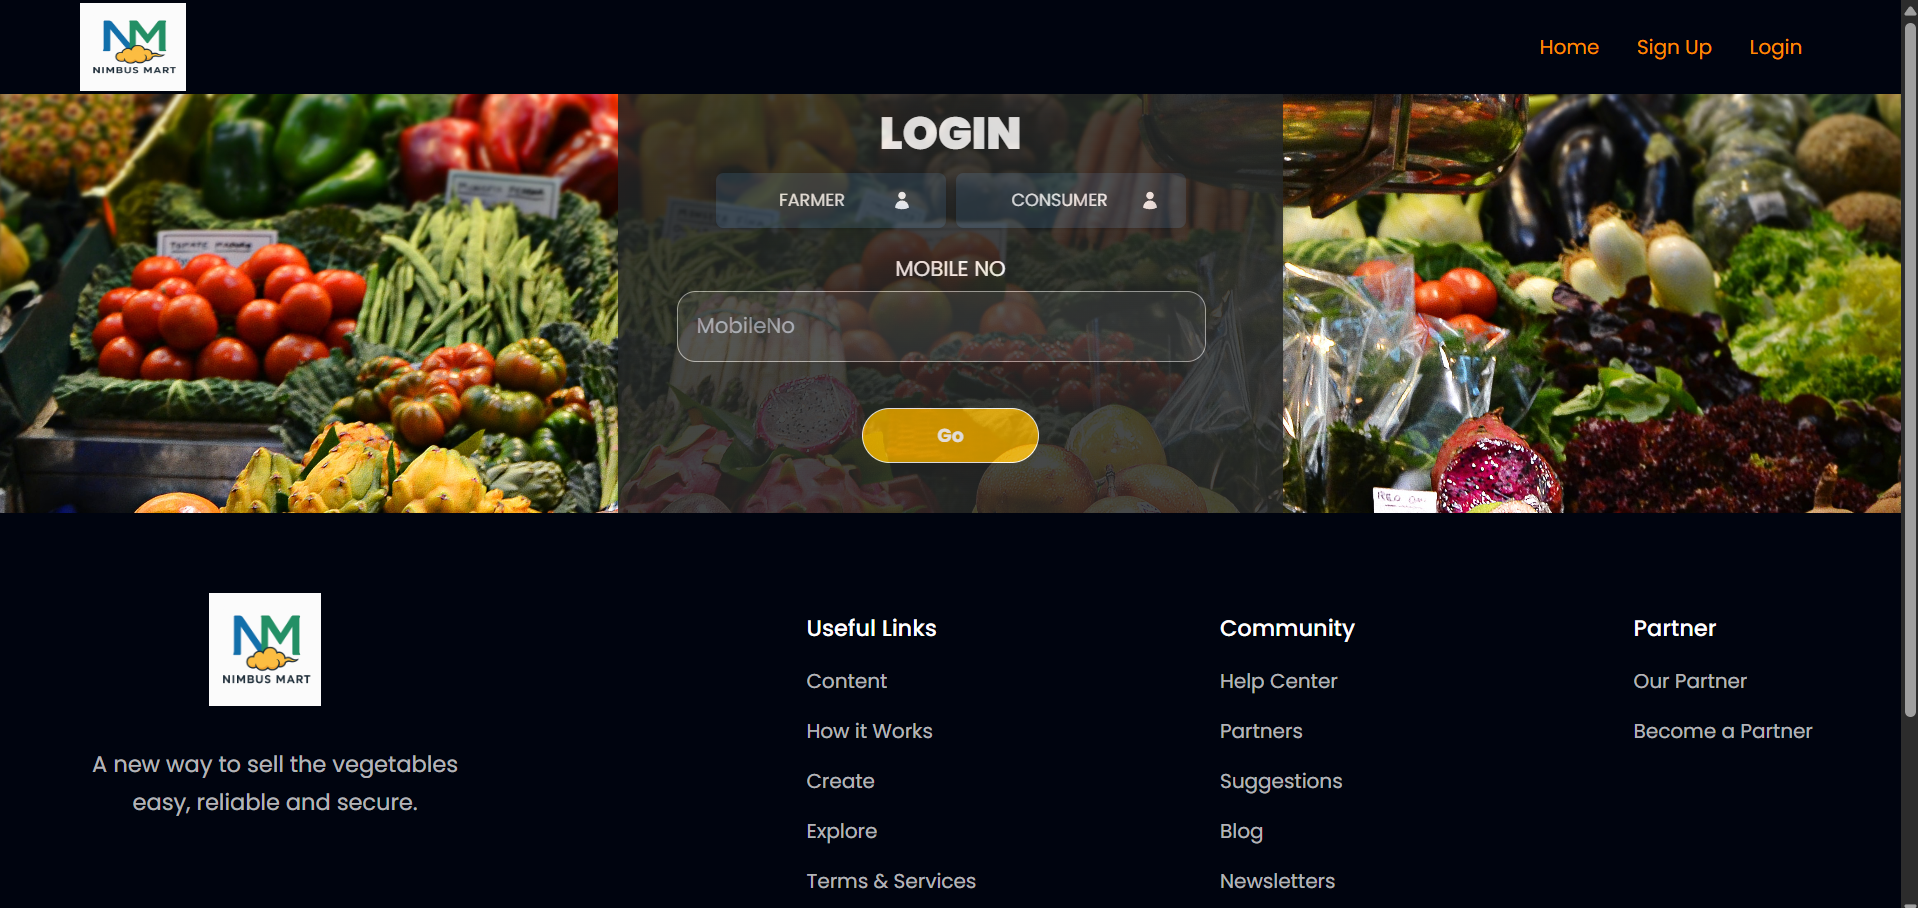 NM
NIMBUS MART
Home Sign Up Login
LOGIN
FARMER CONSUMER
MOBILE NO
MobileNo
Go
NM
NIMBUS MART
A new way to sell the vegetables
easy, reliable and secure.
Useful Links
Content
How it Works
Create
Explore
Terms & Services
Community
Help Center
Partners
Suggestions
Blog
Newsletters
Partner
Our Partner
Become a Partner